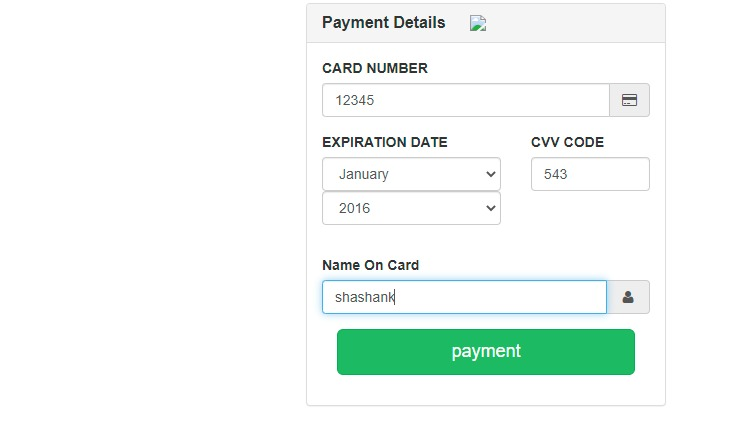 Payment Details
CARD NUMBER
12345
EXPIRATION DATE CVV CODE
January 543
2016
Name On Card
shashank
payment